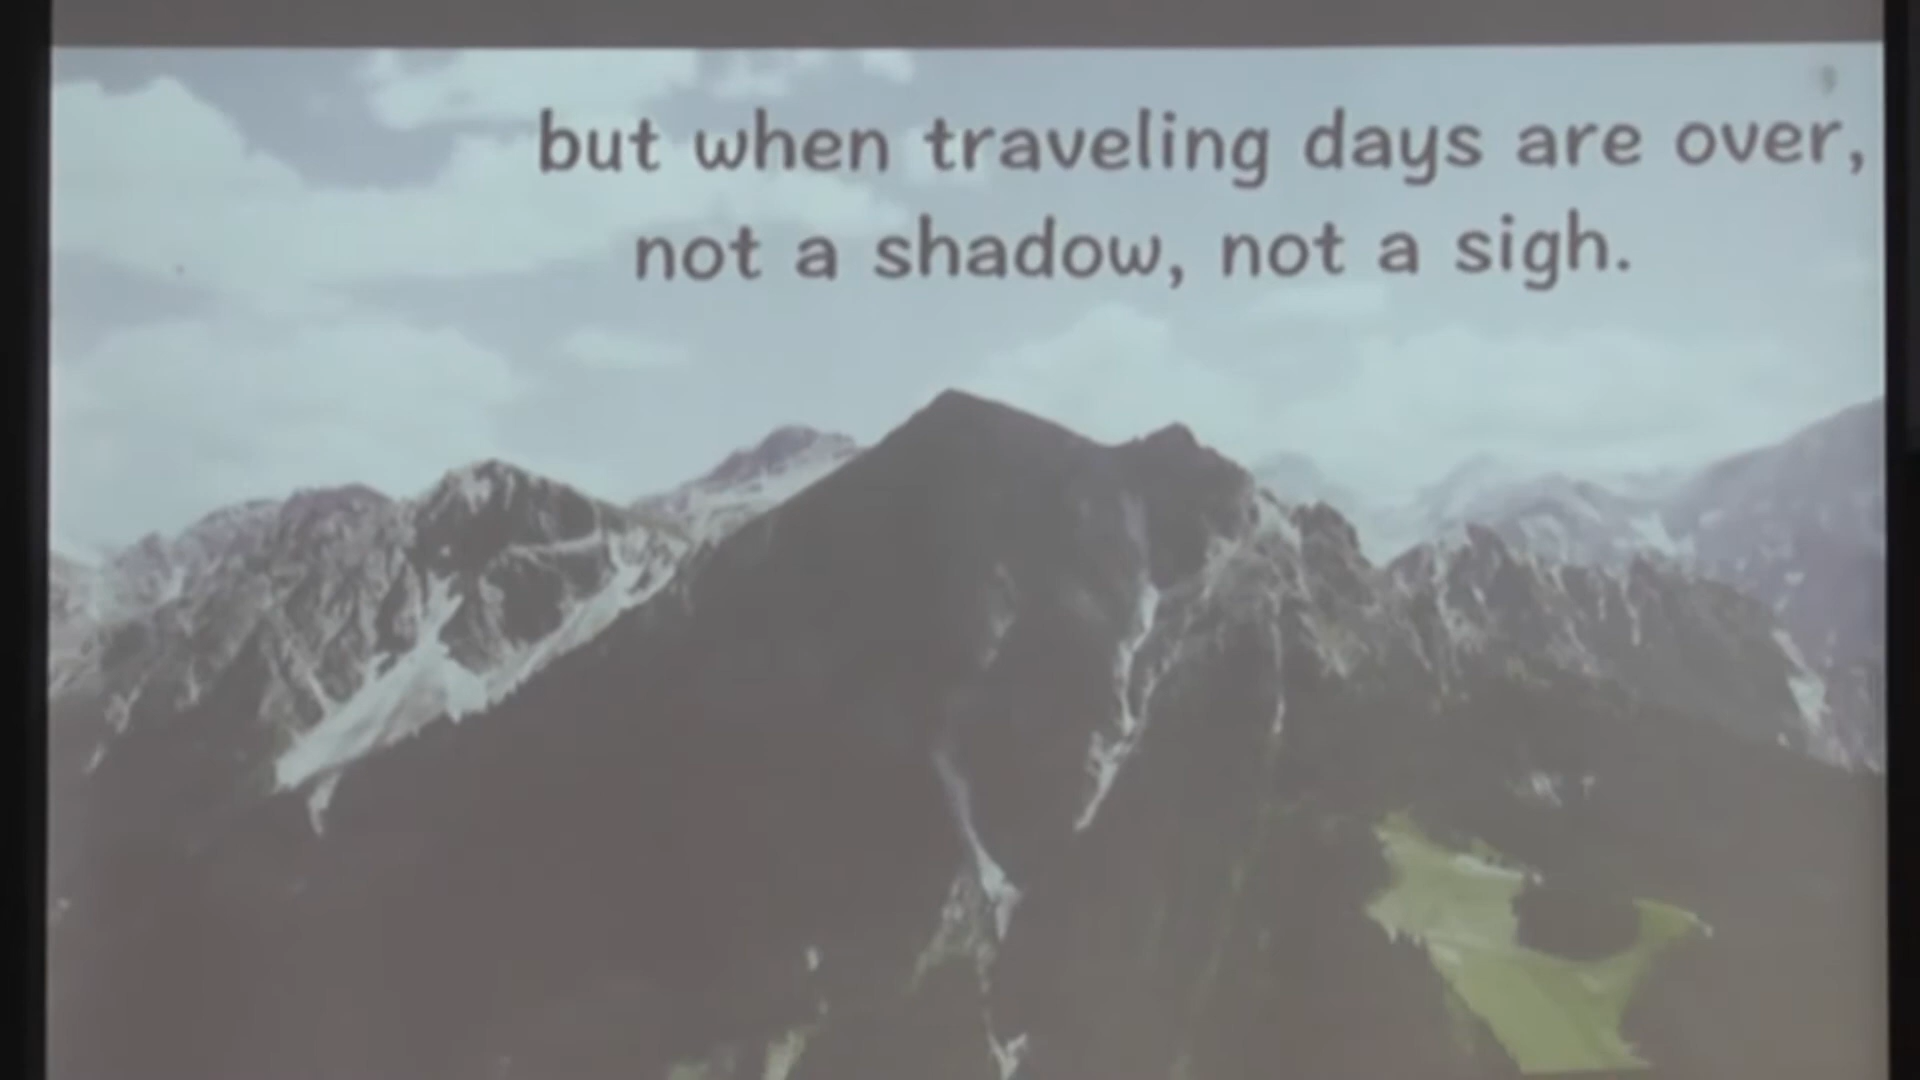 but when traveling days are over,
not a shadow, not a sigh.